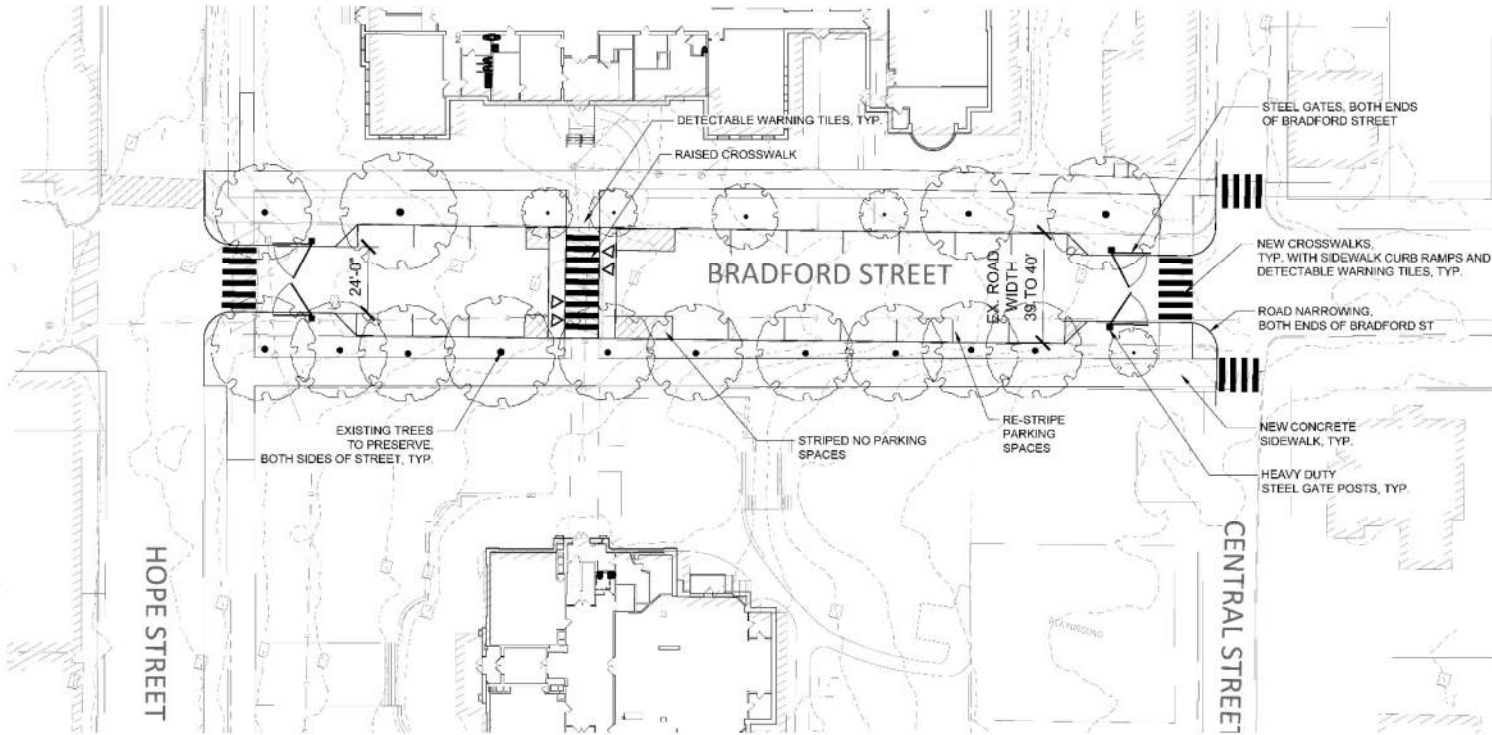 STEEL GATES, BOTH ENDS
OF BRADFORD STREET
DETECTABLE WARNING TILES, TYP.
RAISED CROSSWALK
NEW CROSSWALKS,
TYP. WITH SIDEWALK CURB RAMPS AND
DETECTABLE WARNING TILES, TYP.
24'-0"
BRADFORD STREET
EX. ROAD
WIDTH
39 TO 40'
ROAD NARROWING,
BOTH ENDS OF BRADFORD ST
EXISTING TREES
TO PRESERVE,
BOTH SIDES OF STREET, TYP.
STRIPED NO PARKING
SPACES
RE-STRIPE
PARKING
SPACES
NEW CONCRETE
SIDEWALK, TYP.
HEAVY DUTY
STEEL GATE POSTS, TYP.
HOPE STREET
CENTRAL STREET